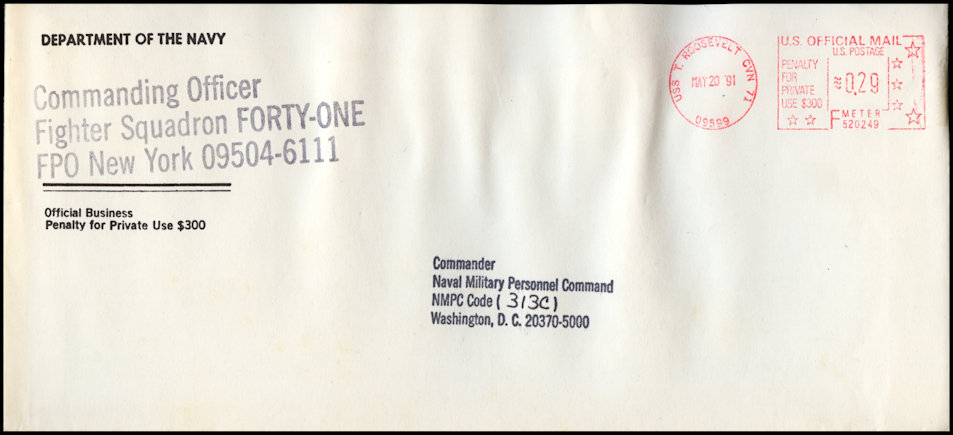 DEPARTMENT OF THE NAVY
Commanding Officer
Fighter Squadron FORTY-ONE
FPO New York 09504-6111
Official Business
Penalty for Private Use $300
USS T. ROOSEVELT CVN 71
MAY 20 '91
09599
U.S. OFFICIAL MAIL
U.S. POSTAGE
PENALTY
FOR
PRIVATE
USE $300
0.29
F METER
520249
Commander
Naval Military Personnel Command
NMPC Code (313C)
Washington, D. C. 20370-5000